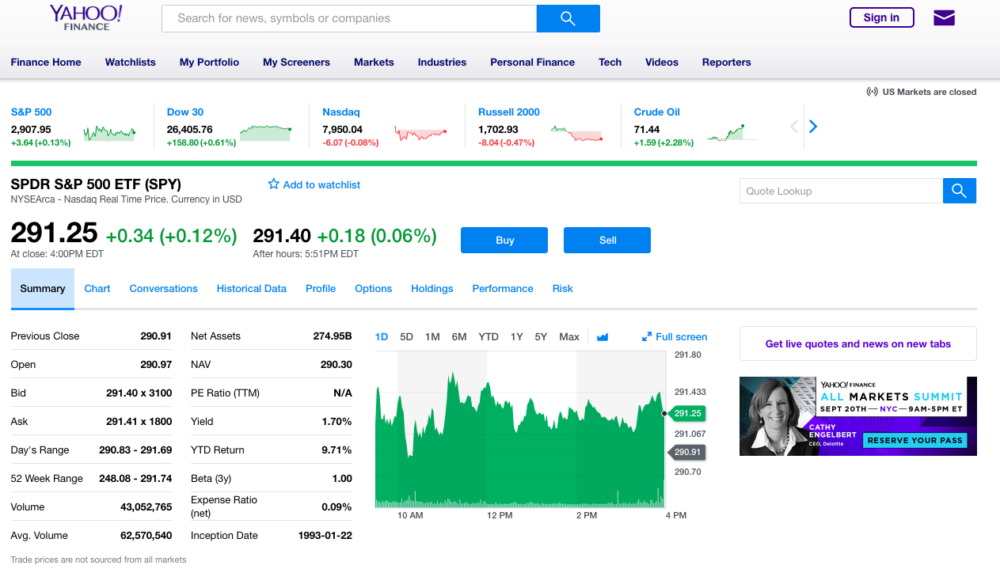 YAHOO!
FINANCE
Search for news, symbols or companies
Sign in
Finance Home Watchlists My Portfolio My Screeners Markets Industries Personal Finance Tech Videos Reporters
US Markets are closed
S&P 500
2,907.95
+3.64 (+0.13%)
Dow 30
26,405.76
+158.80 (+0.61%)
Nasdaq
7,950.04
-6.07 (-0.08%)
Russell 2000
1,702.93
-8.04 (-0.47%)
Crude Oil
71.44
+1.59 (+2.28%)
SPDR S&P 500 ETF (SPY)
Add to watchlist
NYSEArca - Nasdaq Real Time Price. Currency in USD
Quote Lookup
291.25 +0.34 (+0.12%)
At close: 4:00PM EDT
291.40 +0.18 (0.06%)
After hours: 5:51PM EDT
Buy
Sell
Summary Chart Conversations Historical Data Profile Options Holdings Performance Risk
Previous Close 290.91
Open 290.97
Bid 291.40 x 3100
Ask 291.41 x 1800
Day's Range 290.83 - 291.69
52 Week Range 248.08 - 291.74
Volume 43,052,765
Avg. Volume 62,570,540
Net Assets 274.95B
NAV 290.30
PE Ratio (TTM) N/A
Yield 1.70%
YTD Return 9.71%
Beta (3y) 1.00
Expense Ratio
(net) 0.09%
Inception Date 1993-01-22
Trade prices are not sourced from all markets
1D 5D 1M 6M YTD 1Y 5Y Max
Full screen
291.80
291.433
291.25
291.067
290.91
290.70
10 AM 12 PM 2 PM 4 PM
Get live quotes and news on new tabs
YAHOO! FINANCE
ALL MARKETS SUMMIT
SEPT 20TH — NYC — 9AM-5PM ET
CATHY
ENGELBERT
CEO, Deloitte
RESERVE YOUR PASS